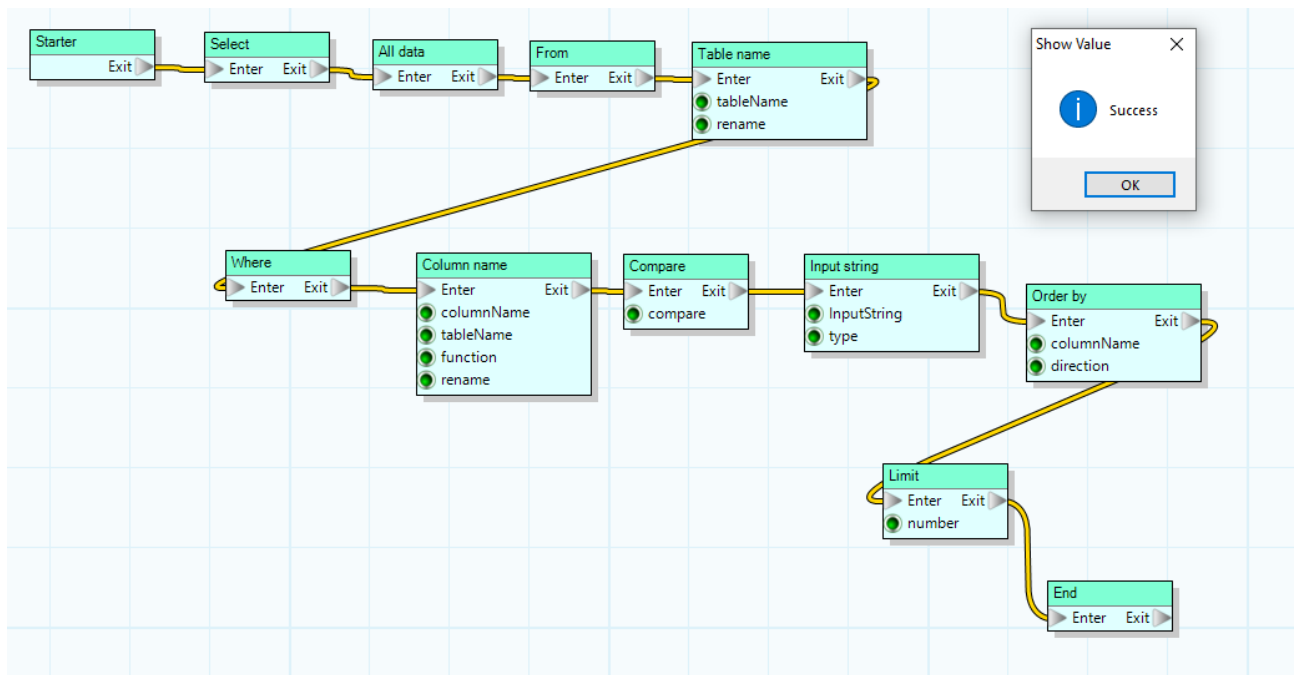 Starter
Exit
Select
Enter Exit
All data
Enter Exit
From
Enter Exit
Table name
Enter Exit
tableName
rename
Show Value
Success
OK
Where
Enter Exit
Column name
Enter Exit
columnName
tableName
function
rename
Compare
Enter Exit
compare
Input string
Enter Exit
InputString
type
Order by
Enter Exit
columnName
direction
Limit
Enter Exit
number
End
Enter Exit